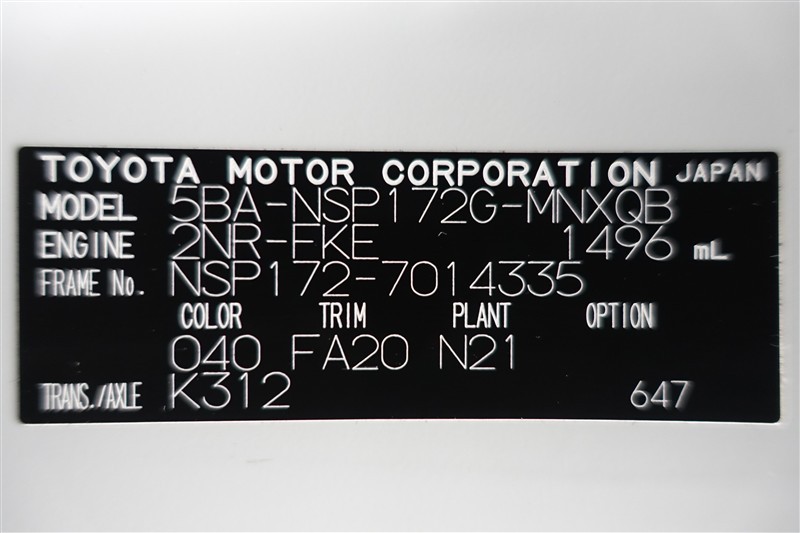 TOYOTA MOTOR CORPORATION JAPAN
MODEL 5BA-NSP172G-MNXQB
ENGINE 2NR-FKE 1496 mL
FRAME No. NSP172-7014335
COLOR TRIM PLANT OPTION
040 FA20 N21
TRANS./AXLE K312 647